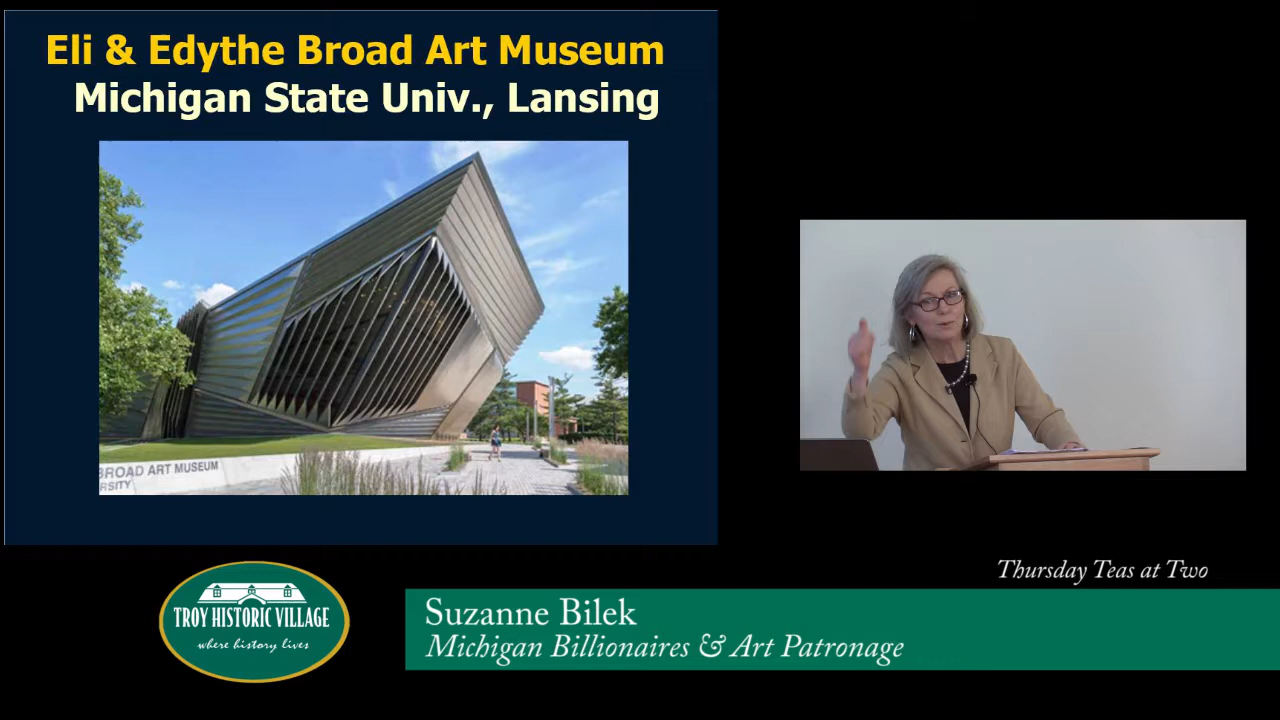 Eli & Edythe Broad Art Museum
Michigan State Univ., Lansing
BROAD ART MUSEUM
RSITY
Thursday Teas at Two
TROY HISTORIC VILLAGE
where history lives
Suzanne Bilek
Michigan Billionaires & Art Patronage